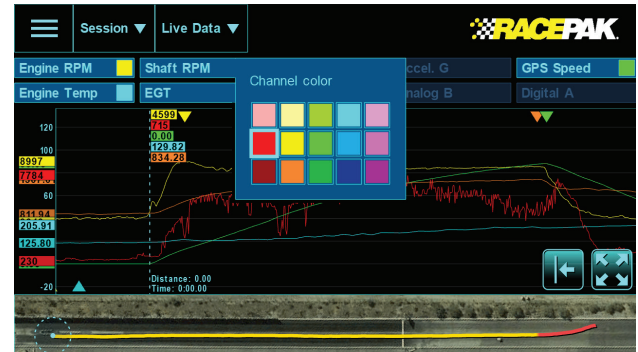 Session ▼ Live Data ▼ RACEPAK.
Engine RPM Shaft RPM ccel. G GPS Speed
Channel color
Engine Temp EGT nalog B Digital A
4599
715
0.00
129.82
834.28
120
100
8997
7784
60
811.94
205.91
125.80
230
-20
Distance: 0.00
Time: 0:00.00